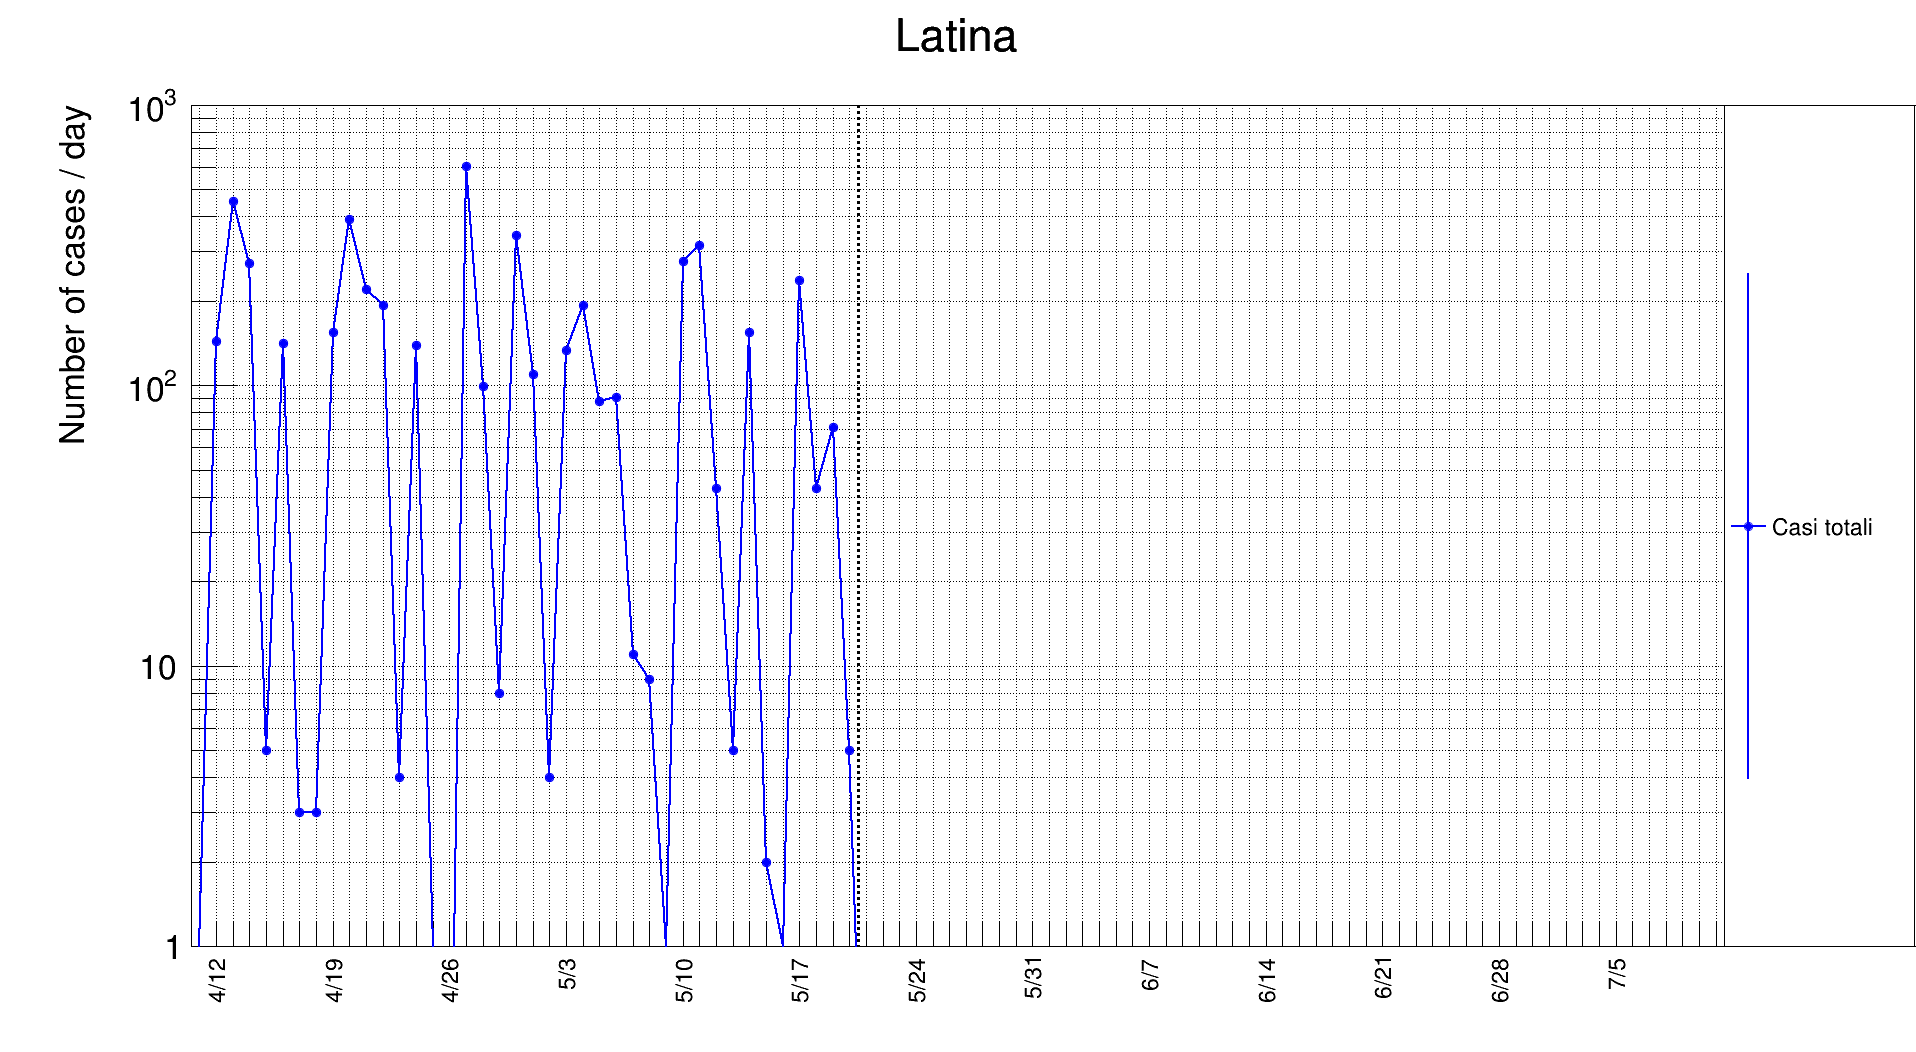 Latina
Number of cases / day
10³
10²
10
1
4/12 4/19 4/26 5/3 5/10 5/17 5/24 5/31 6/7 6/14 6/21 6/28 7/5
Casi totali